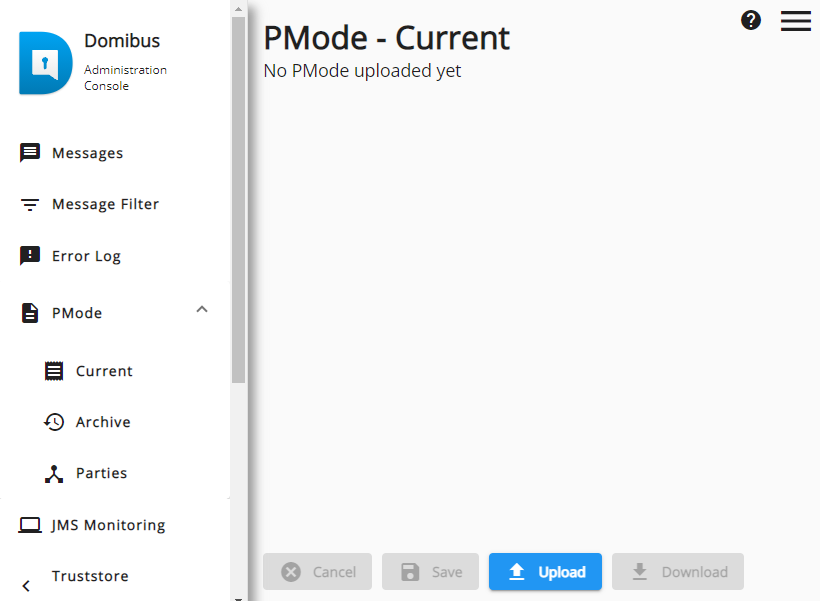 Domibus
Administration
Console
Messages
Message Filter
Error Log
PMode
Current
Archive
Parties
JMS Monitoring
Truststore
PMode - Current
No PMode uploaded yet
Cancel
Save
Upload
Download